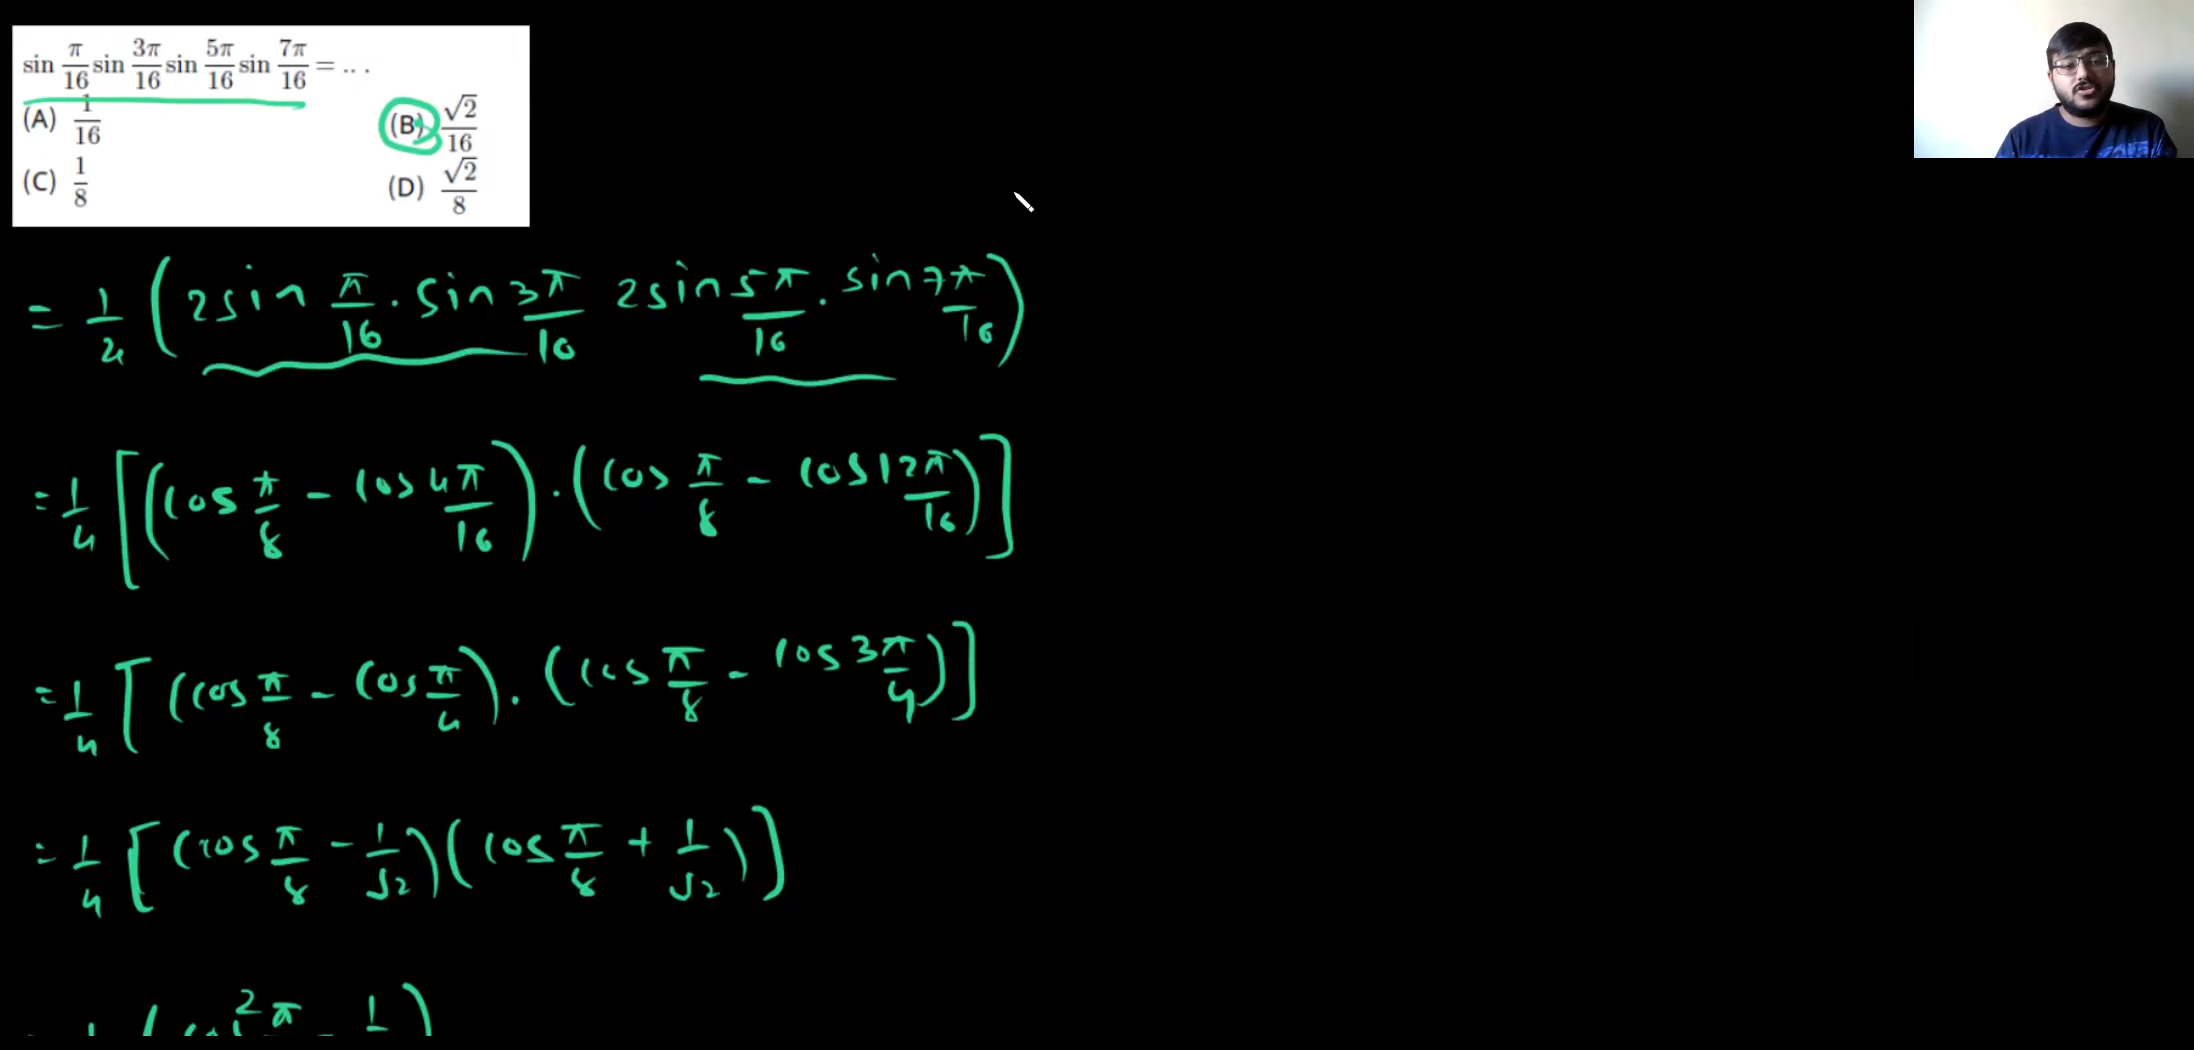 sin π/16 sin 3π/16 sin 5π/16 sin 7π/16 = ...
(A) 1/16 (B) √2/16
(C) 1/8 (D) √2/8
= 1/4 (2sin π/16 . sin 3π/16 2sin 5π/16 . sin 7π/16)
= 1/4 [(cos π/8 - cos 4π/16) . (cos π/8 - cos 12π/16)]
= 1/4 [(cos π/8 - cos π/4) . (cos π/8 - cos 3π/4)]
= 1/4 [(cos π/8 - 1/√2)(cos π/8 + 1/√2)]